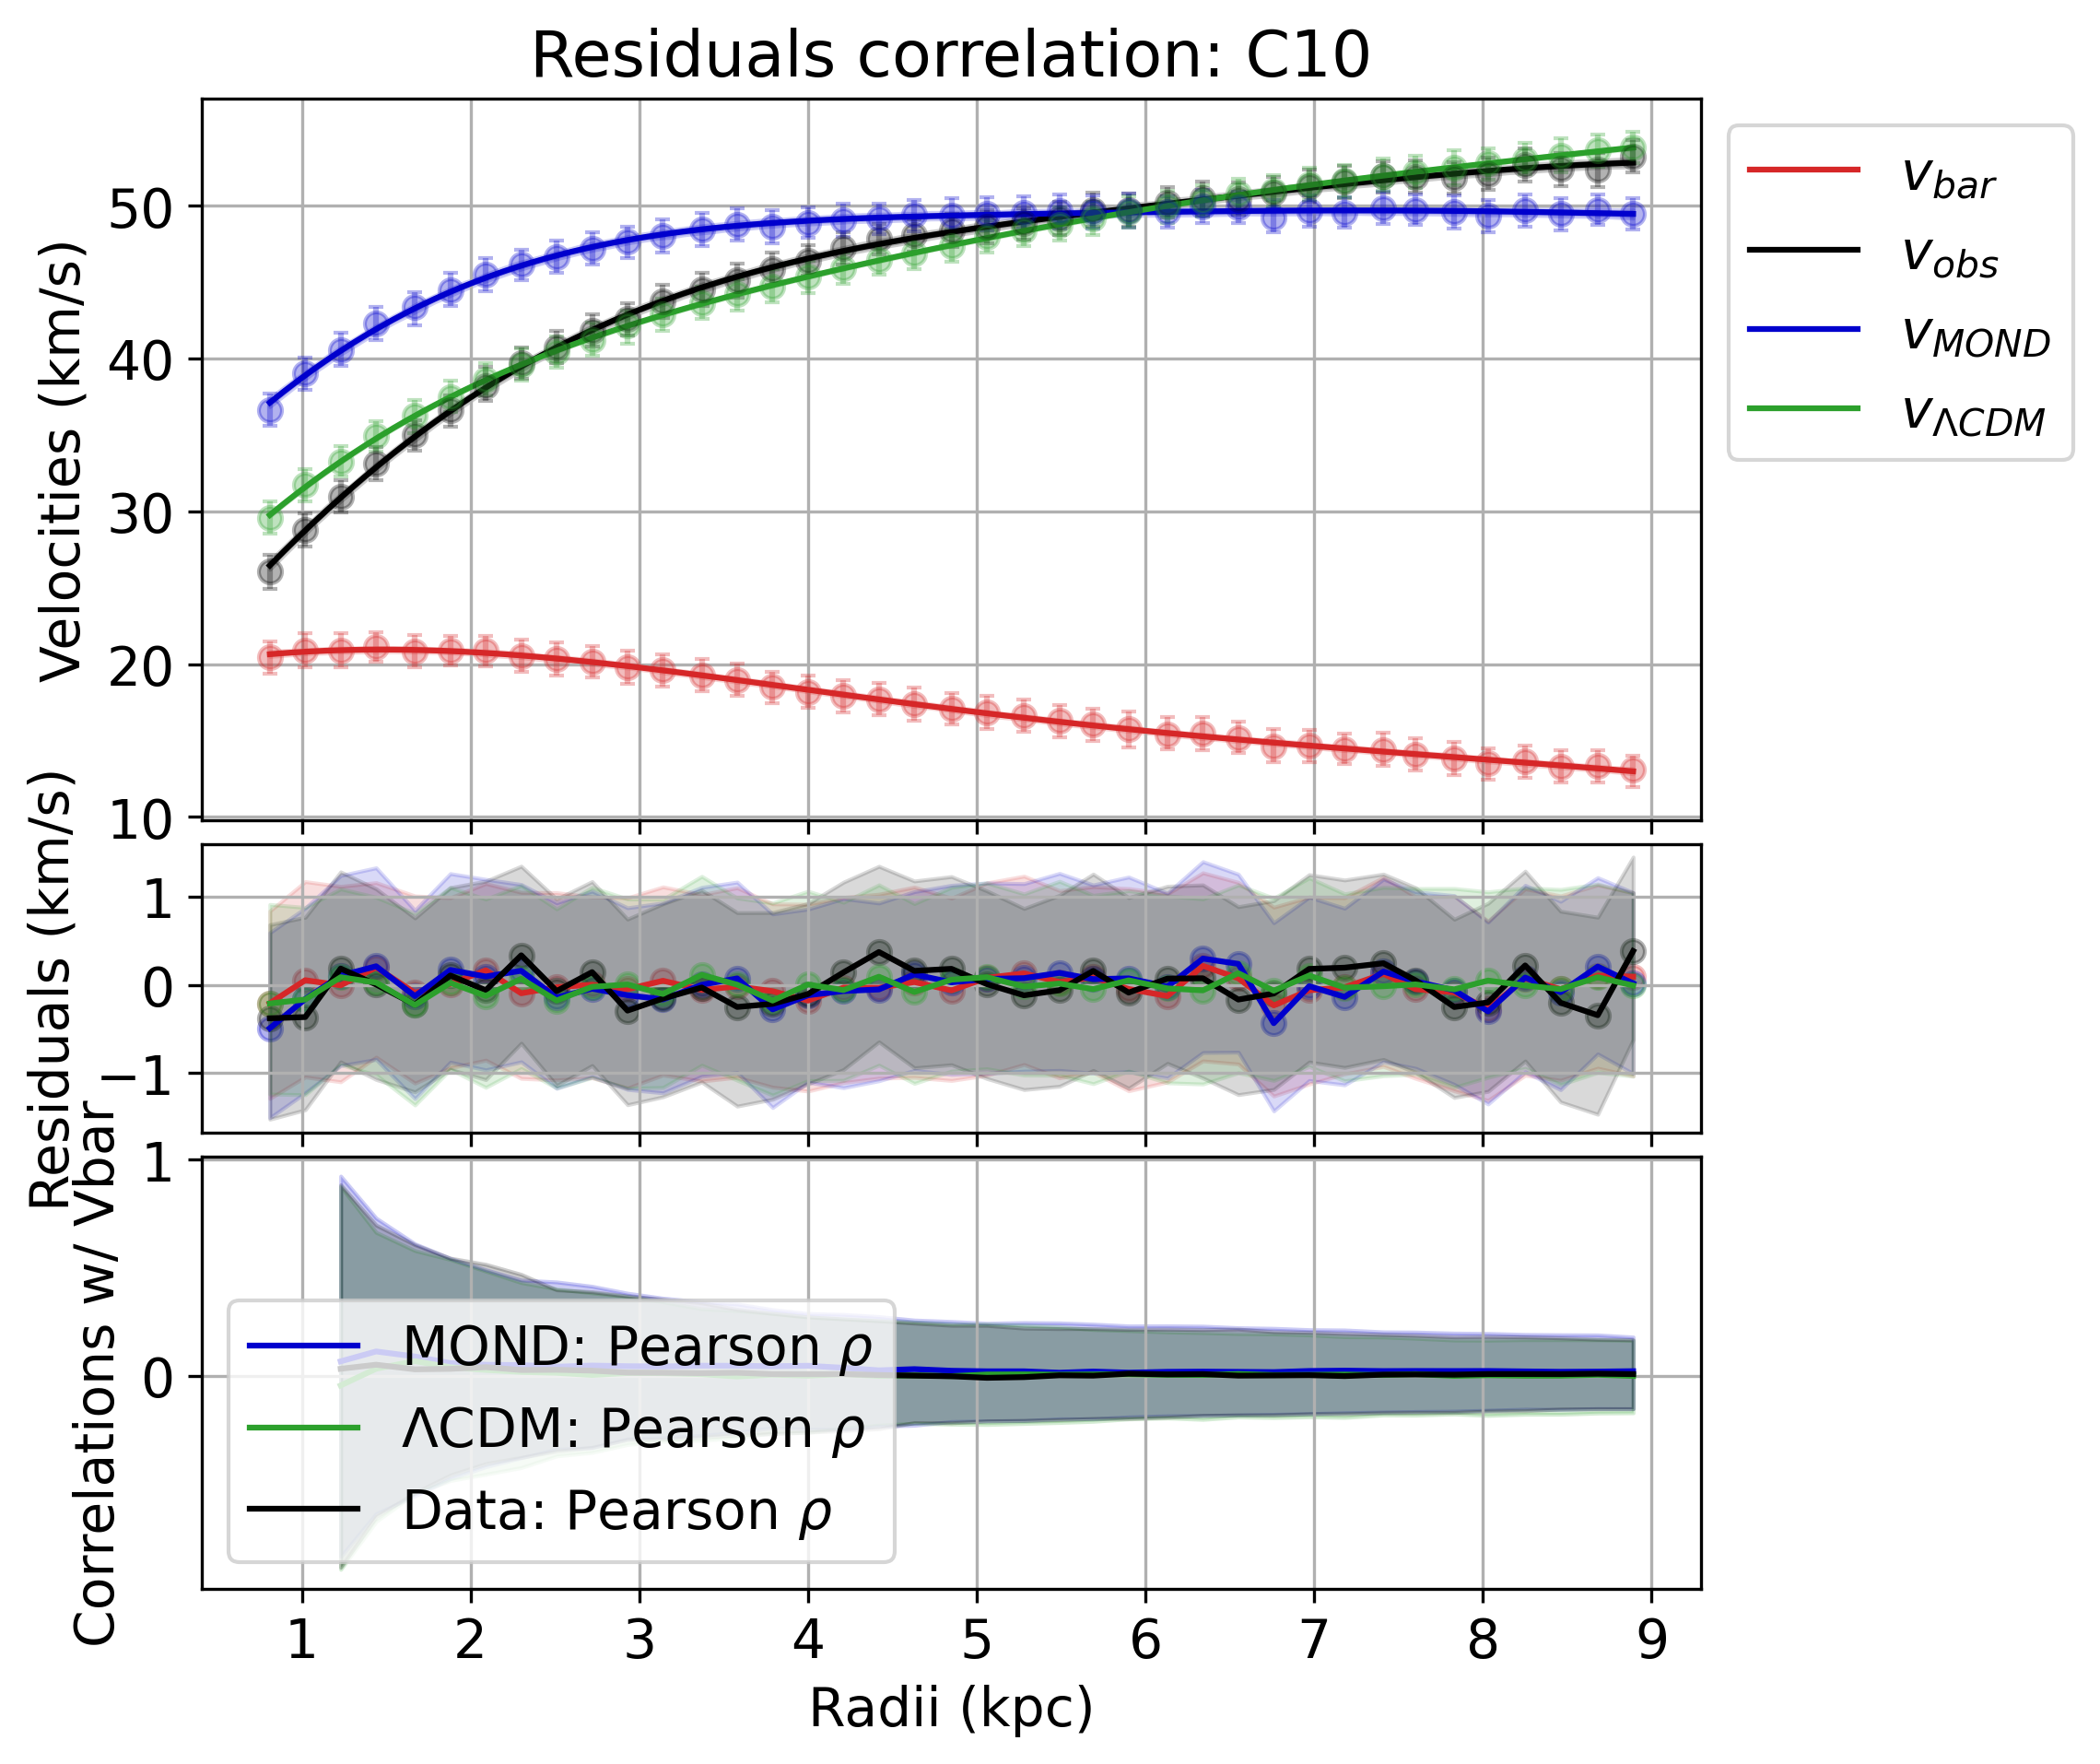 Residuals correlation: C10
Velocities (km/s)
50
40
30
20
10
v_bar
v_obs
v_MOND
v_ΛCDM
Residuals (km/s)
1
0
−1
Correlations w/ Vbar
1
0
MOND: Pearson ρ
ΛCDM: Pearson ρ
Data: Pearson ρ
1 2 3 4 5 6 7 8 9
Radii (kpc)